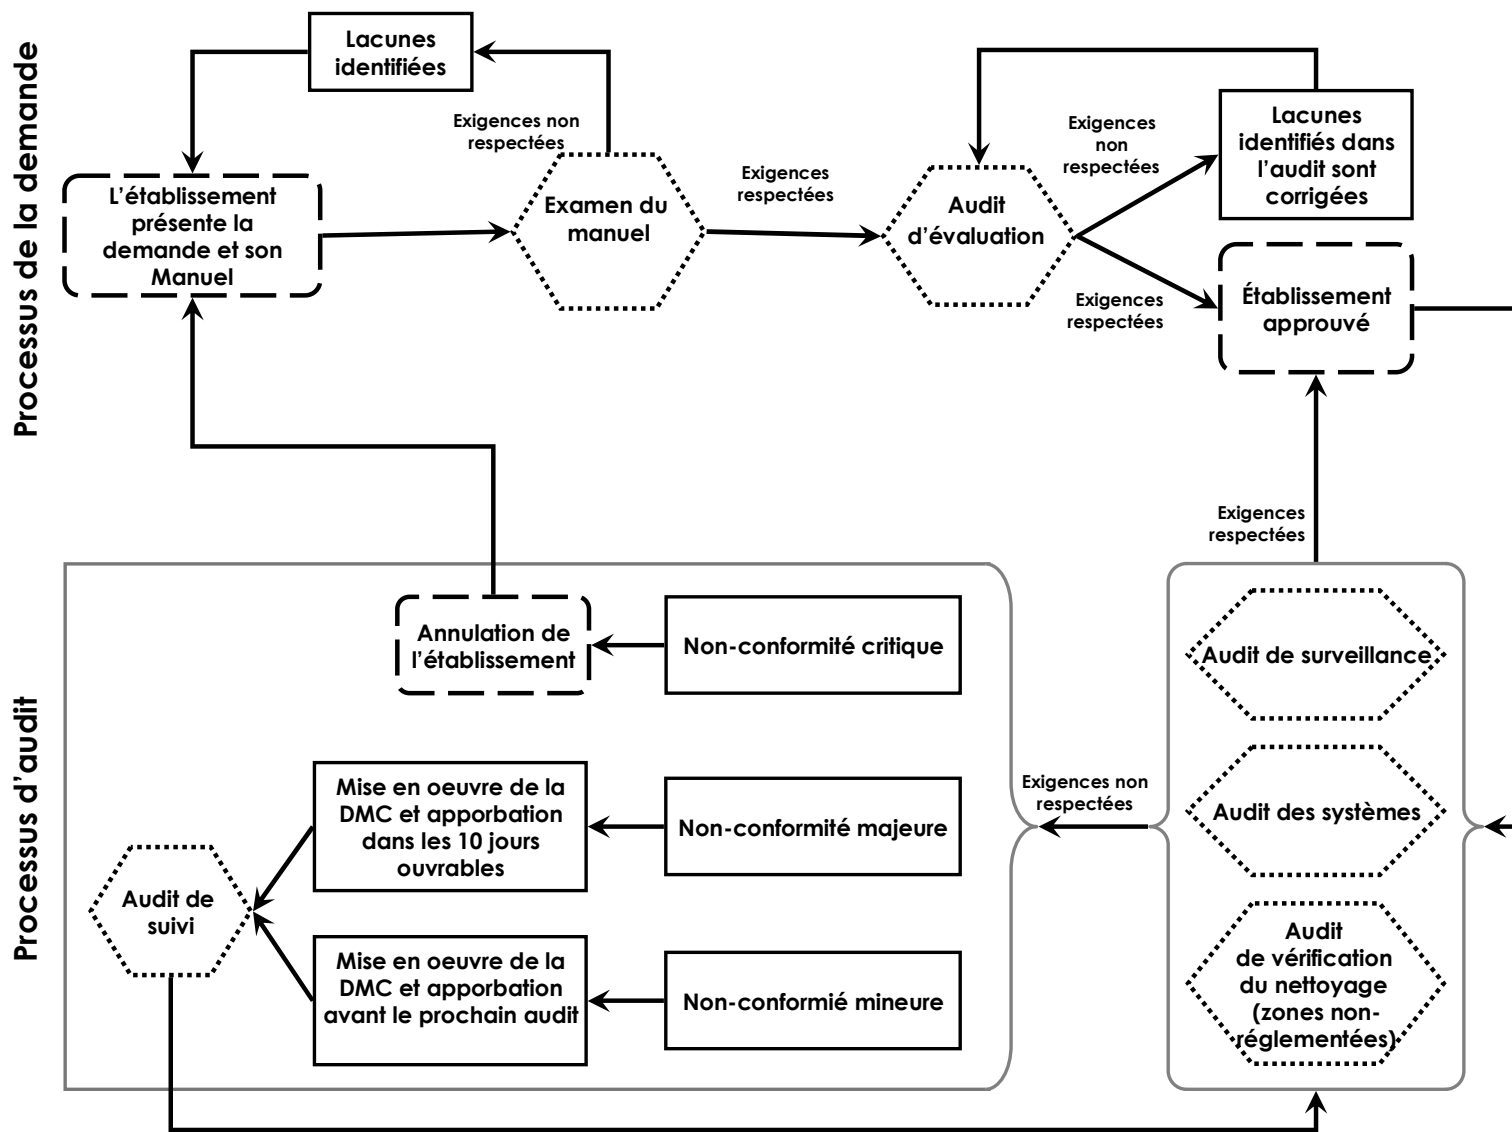 Processus de la demande
Lacunes
identifiées
Exigences non
respectées
L'établissement
présente la
demande et son
Manuel
Examen du
manuel
Exigences
respectées
Audit
d'évaluation
Exigences
non
respectées
Lacunes
identifiés dans
l'audit sont
corrigées
Exigences
respectées
Établissement
approuvé
Exigences
respectées
Processus d'audit
Annulation de
l'établissement
Non-conformité critique
Mise en oeuvre de la
DMC et apporbation
dans les 10 jours
ouvrables
Non-conformité majeure
Audit de
suivi
Mise en oeuvre de la
DMC et apporbation
avant le prochain audit
Non-conformié mineure
Exigences non
respectées
Audit de surveillance
Audit des systèmes
Audit
de vérification
du nettoyage
(zones non-
réglementées)